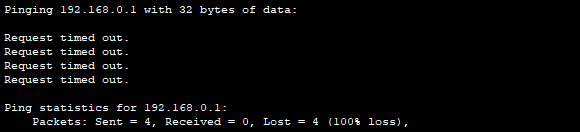 Pinging 192.168.0.1 with 32 bytes of data:
Request timed out.
Request timed out.
Request timed out.
Request timed out.
Ping statistics for 192.168.0.1:
Packets: Sent = 4, Received = 0, Lost = 4 (100% loss),